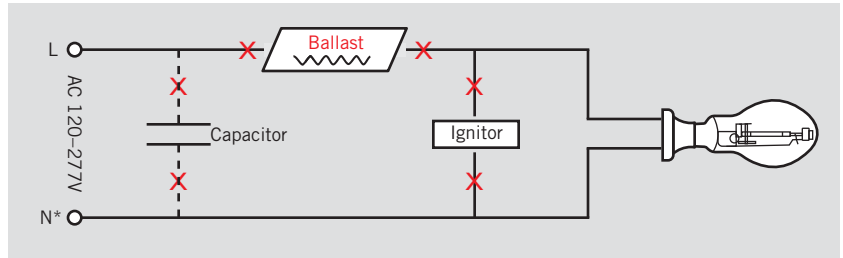 L
Ballast
AC 120–277V
Capacitor
Ignitor
N*